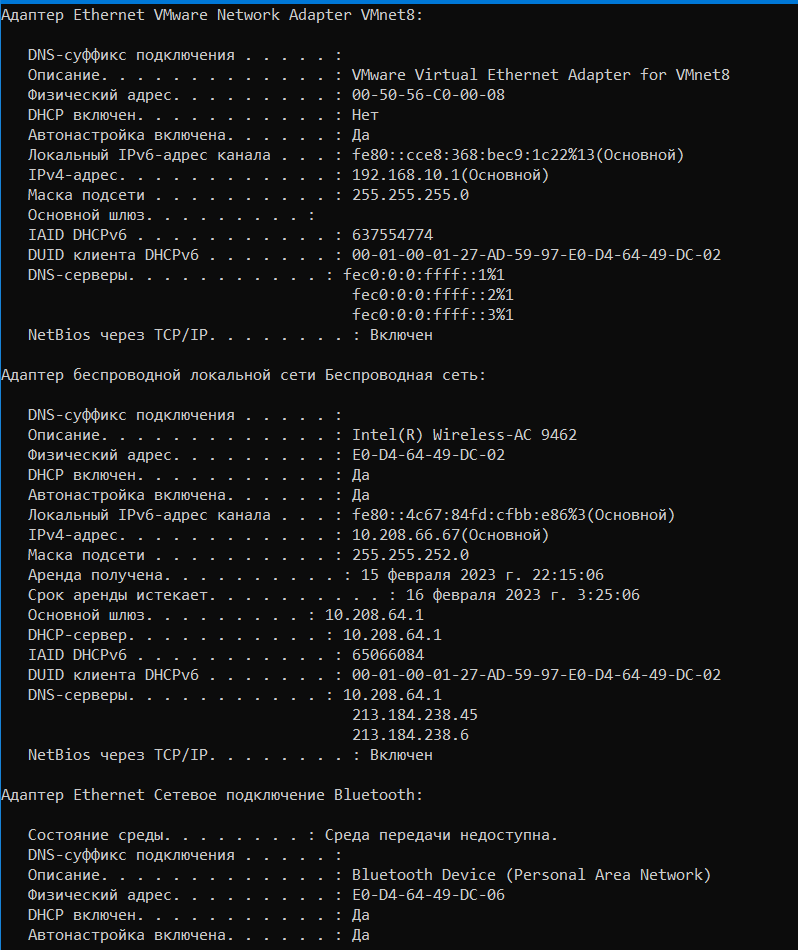 Адаптер Ethernet VMware Network Adapter VMnet8:
DNS-суффикс подключения . . . . . :
Описание. . . . . . . . . . . . . : VMware Virtual Ethernet Adapter for VMnet8
Физический адрес. . . . . . . . . : 00-50-56-C0-00-08
DHCP включен. . . . . . . . . . . : Нет
Автонастройка включена. . . . . . : Да
Локальный IPv6-адрес канала . . . : fe80::cce8:368:bec9:1c22%13(Основной)
IPv4-адрес. . . . . . . . . . . . : 192.168.10.1(Основной)
Маска подсети . . . . . . . . . . : 255.255.255.0
Основной шлюз. . . . . . . . . :
IAID DHCPv6 . . . . . . . . . . . : 637554774
DUID клиента DHCPv6 . . . . . . . : 00-01-00-01-27-AD-59-97-E0-D4-64-49-DC-02
DNS-серверы. . . . . . . . . . . : fec0:0:0:ffff::1%1
fec0:0:0:ffff::2%1
fec0:0:0:ffff::3%1
NetBios через TCP/IP. . . . . . . . : Включен
Адаптер беспроводной локальной сети Беспроводная сеть:
DNS-суффикс подключения . . . . . :
Описание. . . . . . . . . . . . . : Intel(R) Wireless-AC 9462
Физический адрес. . . . . . . . . : E0-D4-64-49-DC-02
DHCP включен. . . . . . . . . . . : Да
Автонастройка включена. . . . . . : Да
Локальный IPv6-адрес канала . . . : fe80::4c67:84fd:cfbb:e86%3(Основной)
IPv4-адрес. . . . . . . . . . . . : 10.208.66.67(Основной)
Маска подсети . . . . . . . . . . : 255.255.252.0
Аренда получена. . . . . . . . . . : 15 февраля 2023 г. 22:15:06
Срок аренды истекает. . . . . . . . . . : 16 февраля 2023 г. 3:25:06
Основной шлюз. . . . . . . . . : 10.208.64.1
DHCP-сервер. . . . . . . . . . . : 10.208.64.1
IAID DHCPv6 . . . . . . . . . . . : 65066084
DUID клиента DHCPv6 . . . . . . . : 00-01-00-01-27-AD-59-97-E0-D4-64-49-DC-02
DNS-серверы. . . . . . . . . . . : 10.208.64.1
213.184.238.45
213.184.238.6
NetBios через TCP/IP. . . . . . . . : Включен
Адаптер Ethernet Сетевое подключение Bluetooth:
Состояние среды. . . . . . . . : Среда передачи недоступна.
DNS-суффикс подключения . . . . . :
Описание. . . . . . . . . . . . . : Bluetooth Device (Personal Area Network)
Физический адрес. . . . . . . . . : E0-D4-64-49-DC-06
DHCP включен. . . . . . . . . . . : Да
Автонастройка включена. . . . . . : Да